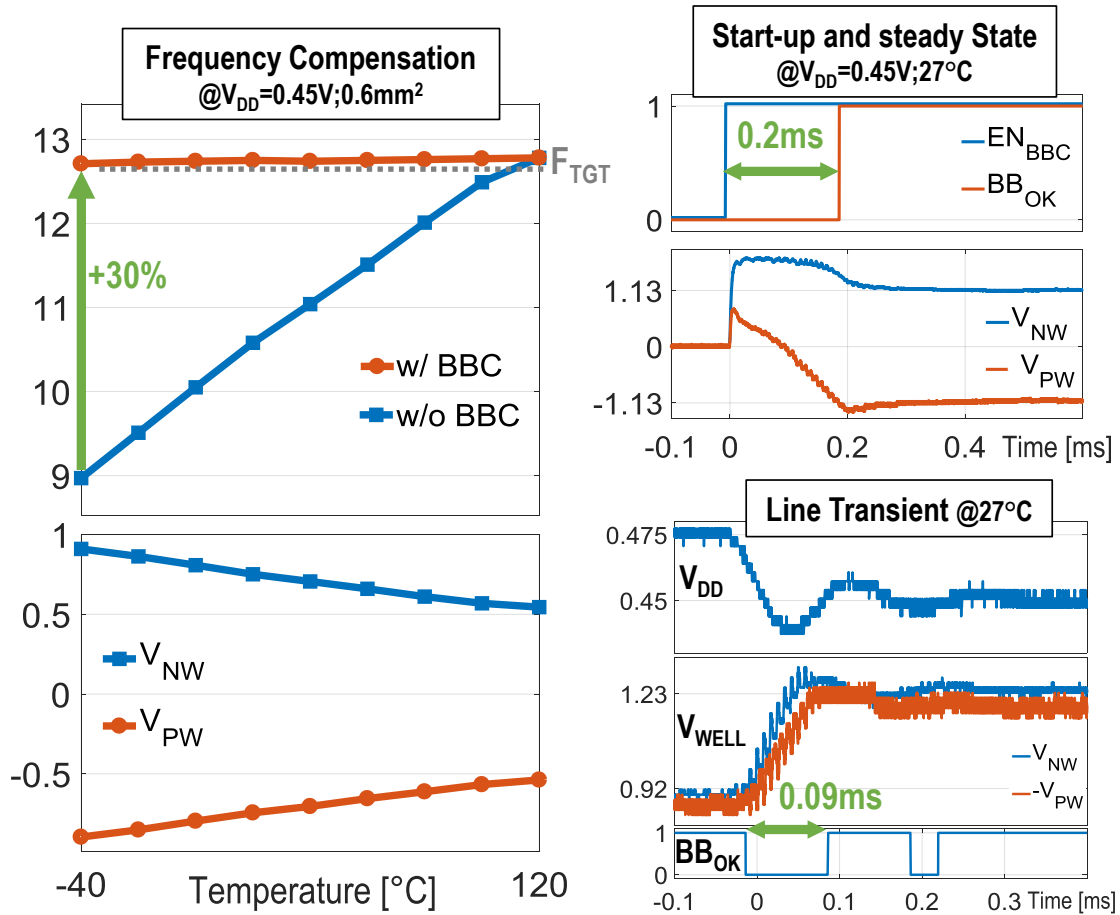 Frequency Compensation
@VDD=0.45V;0.6mm²
13
12
11
10
9
FTGT
+30%
w/ BBC
w/o BBC
1
0.5
0
-0.5
VNW
VPW
-40
Temperature [°C]
120
Start-up and steady State
@VDD=0.45V;27°C
1
0
0.2ms
ENBBC
BBOK
1.13
0
-1.13
VNW
VPW
-0.1
0
0.2
0.4
Time [ms]
Line Transient @27°C
0.475
0.45
VDD
1.23
0.92
VWELL
VNW
-VPW
0.09ms
1
0
BBOK
-0.1
0
0.1
0.2
0.3
Time [ms]